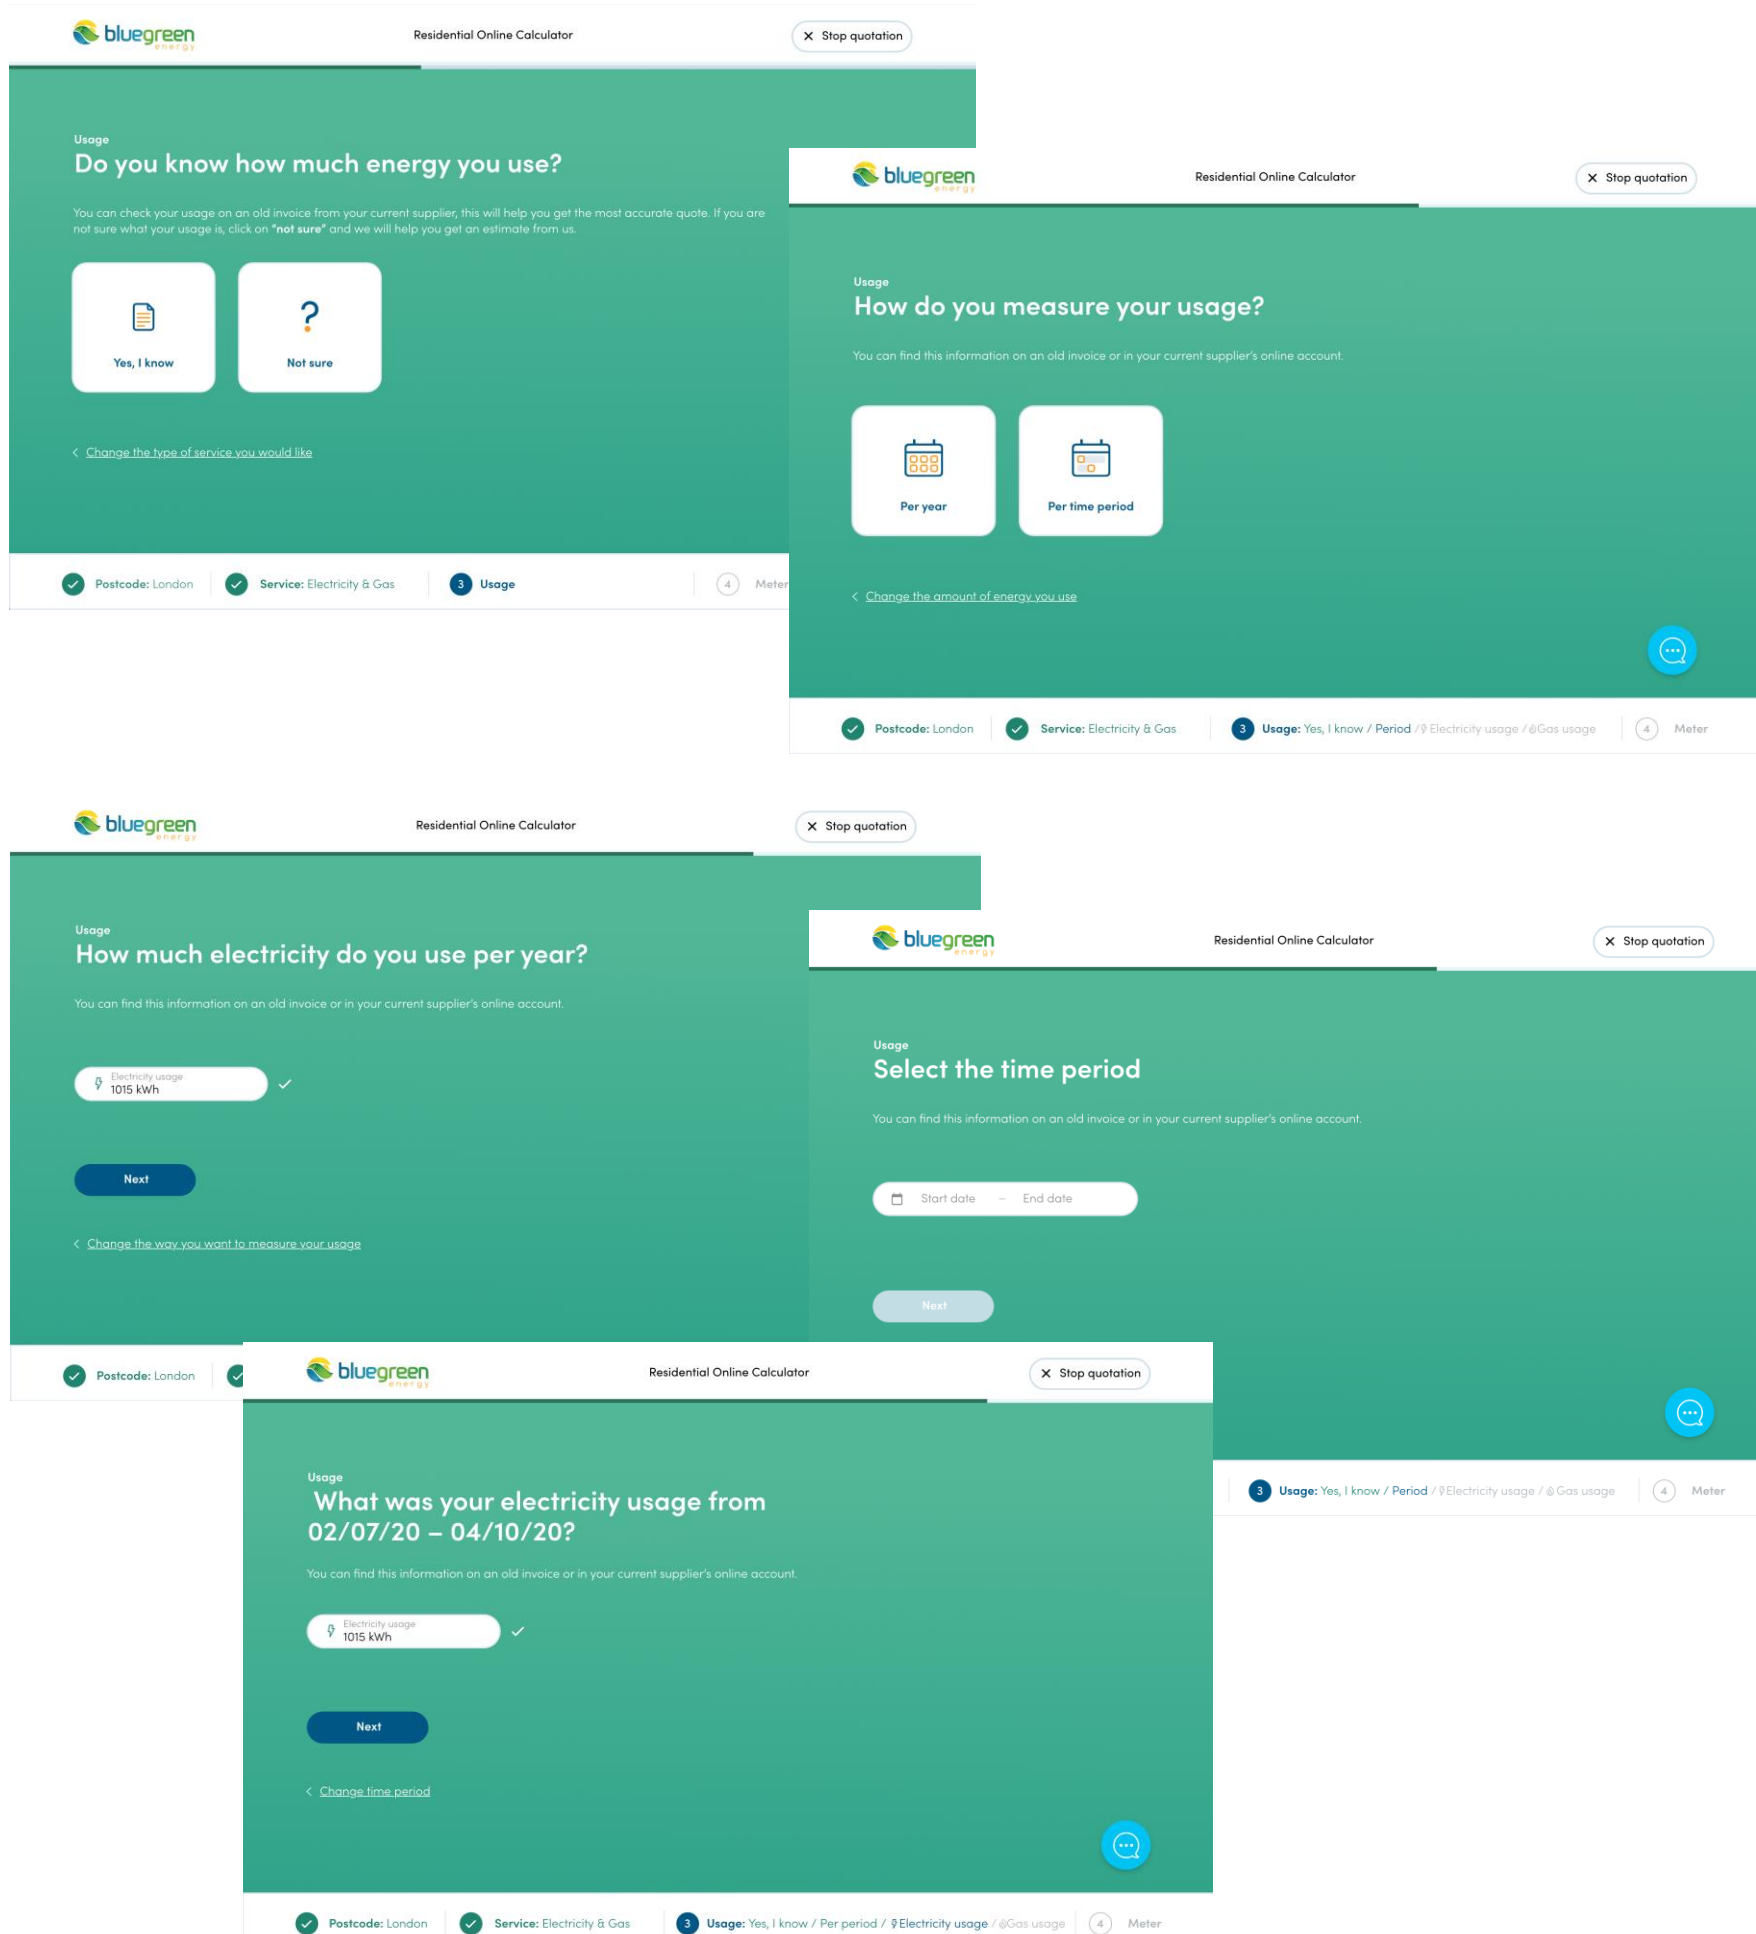 bluegreen
energy
Residential Online Calculator
Stop quotation
Usage
Do you know how much energy you use?
You can check your usage on an old invoice from your current supplier, this will help you get the most accurate quote. If you are
not sure what your usage is, click on "not sure" and we will help you get an estimate from us.
Yes, I know
Not sure
Change the type of service you would like
Postcode: London
Service: Electricity & Gas
3 Usage
4 Meter
bluegreen
energy
Residential Online Calculator
Stop quotation
Usage
How do you measure your usage?
You can find this information on an old invoice or in your current supplier's online account.
Per year
Per time period
Change the amount of energy you use
Postcode: London
Service: Electricity & Gas
3 Usage: Yes, I know / Period / Electricity usage / Gas usage
4 Meter
bluegreen
energy
Residential Online Calculator
Stop quotation
Usage
How much electricity do you use per year?
You can find this information on an old invoice or in your current supplier's online account.
Electricity usage
1015 kWh
Next
Change the way you want to measure your usage
Postcode: London
bluegreen
energy
Residential Online Calculator
Stop quotation
Usage
Select the time period
You can find this information on an old invoice or in your current supplier's online account.
Start date – End date
Next
3 Usage: Yes, I know / Period / Electricity usage / Gas usage
4 Meter
bluegreen
energy
Residential Online Calculator
Stop quotation
Usage
What was your electricity usage from
02/07/20 – 04/10/20?
You can find this information on an old invoice or in your current supplier's online account.
Electricity usage
1015 kWh
Next
Change time period
Postcode: London
Service: Electricity & Gas
3 Usage: Yes, I know / Per period / Electricity usage / Gas usage
4 Meter